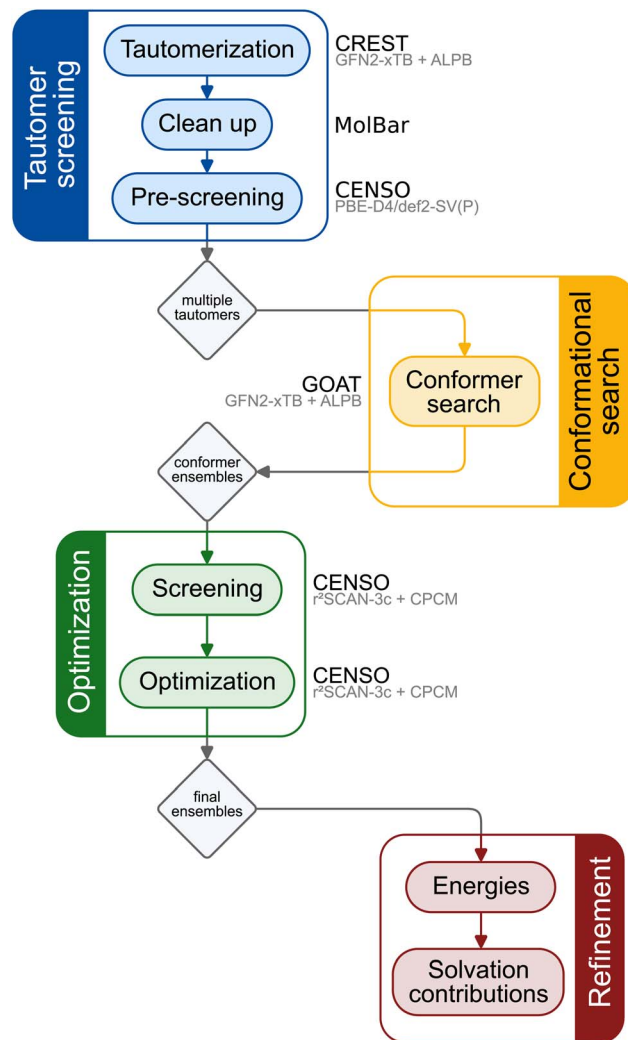 Tautomer
screening
Tautomerization
CREST
GFN2-xTB + ALPB
Clean up
MolBar
Pre-screening
CENSO
PBE-D4/def2-SV(P)
multiple
tautomers
Conformational
search
Conformer
search
GOAT
GFN2-xTB + ALPB
conformer
ensembles
Optimization
Screening
CENSO
r²SCAN-3c + CPCM
Optimization
CENSO
r²SCAN-3c + CPCM
final
ensembles
Refinement
Energies
Solvation
contributions